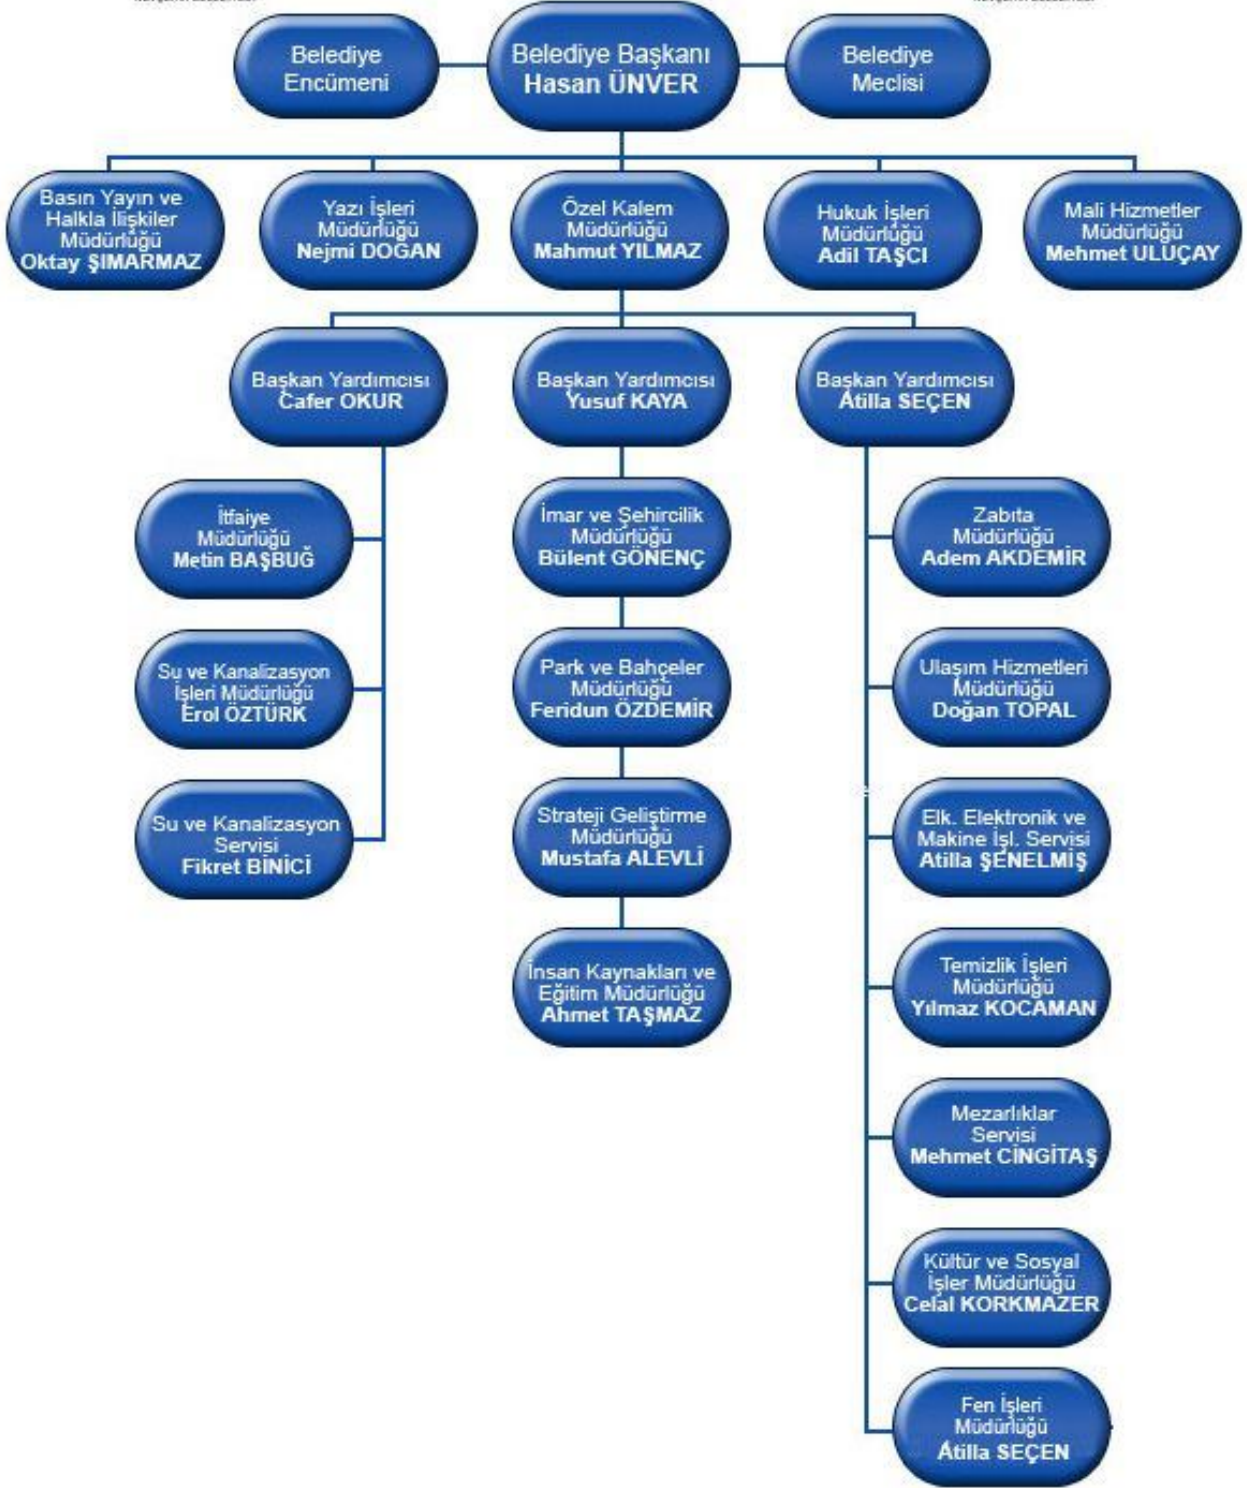 Belediye
Encümeni
Belediye Başkanı
Hasan ÜNVER
Belediye
Meclisi
Basın Yayın ve
Halkla İlişkiler
Müdürlüğü
Oktay ŞIMARMAZ
Yazı İşleri
Müdürlüğü
Nejmi DOĞAN
Özel Kalem
Müdürlüğü
Mahmut YILMAZ
Hukuk İşleri
Müdürlüğü
Adil TAŞCI
Mali Hizmetler
Müdürlüğü
Mehmet ULUÇAY
Başkan Yardımcısı
Cafer OKUR
Başkan Yardımcısı
Yusuf KAYA
Başkan Yardımcısı
Atilla SEÇEN
İtfaiye
Müdürlüğü
Metin BAŞBUĞ
Su ve Kanalizasyon
İşleri Müdürlüğü
Erol ÖZTÜRK
Su ve Kanalizasyon
Servisi
Fikret BİNİCİ
İmar ve Şehircilik
Müdürlüğü
Bülent GÖNENÇ
Park ve Bahçeler
Müdürlüğü
Feridun ÖZDEMİR
Strateji Geliştirme
Müdürlüğü
Mustafa ALEVLİ
İnsan Kaynakları ve
Eğitim Müdürlüğü
Ahmet TAŞMAZ
Zabıta
Müdürlüğü
Adem AKDEMİR
Ulaşım Hizmetleri
Müdürlüğü
Doğan TOPAL
Elk. Elektronik ve
Makine İşl. Servisi
Atilla ŞENELMİŞ
Temizlik İşleri
Müdürlüğü
Yılmaz KOCAMAN
Mezarlıklar
Servisi
Mehmet CİNGİTAŞ
Kültür ve Sosyal
İşler Müdürlüğü
Celal KORKMAZER
Fen İşleri
Müdürlüğü
Atilla SEÇEN